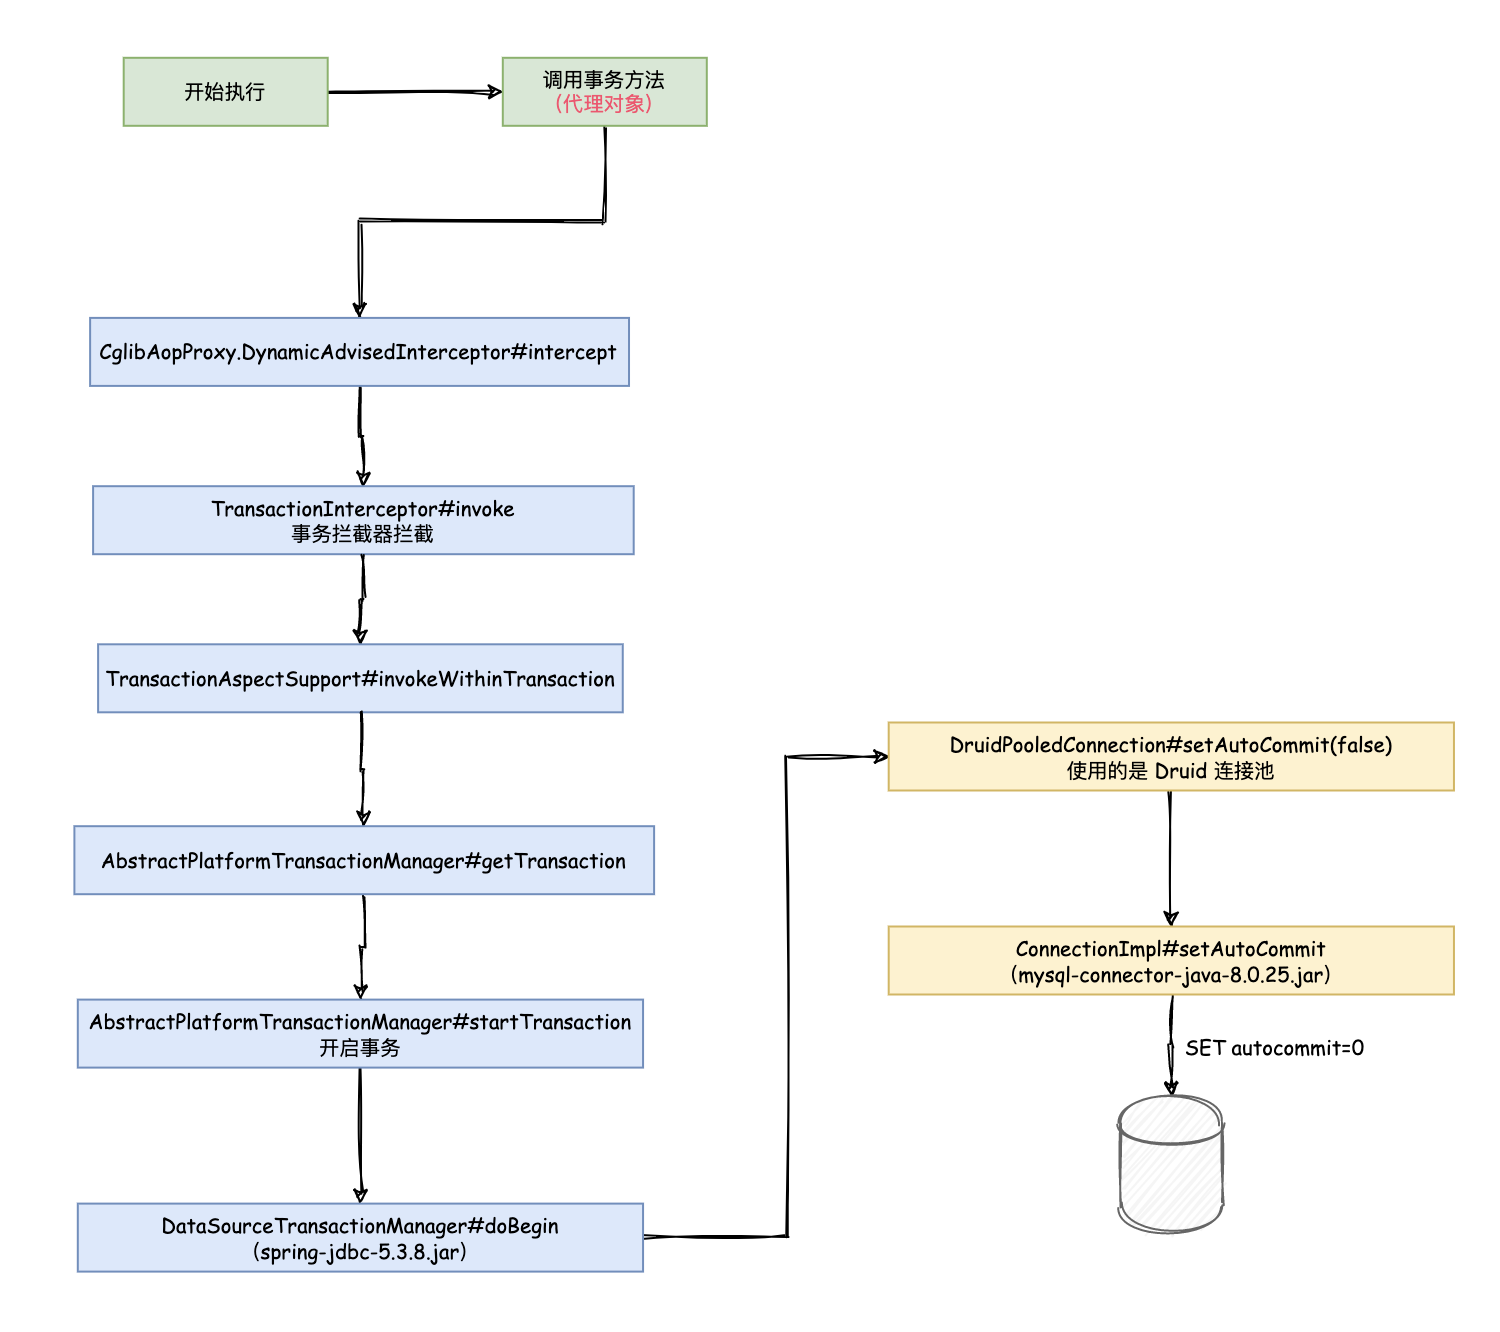 开始执行
调用事务方法
(代理对象)
CglibAopProxy.DynamicAdvisedInterceptor#intercept
TransactionInterceptor#invoke
事务拦截器拦截
TransactionAspectSupport#invokeWithinTransaction
AbstractPlatformTransactionManager#getTransaction
AbstractPlatformTransactionManager#startTransaction
开启事务
DataSourceTransactionManager#doBegin
(spring-jdbc-5.3.8.jar)
DruidPooledConnection#setAutoCommit(false)
使用的是 Druid 连接池
ConnectionImpl#setAutoCommit
(mysql-connector-java-8.0.25.jar)
SET autocommit=0